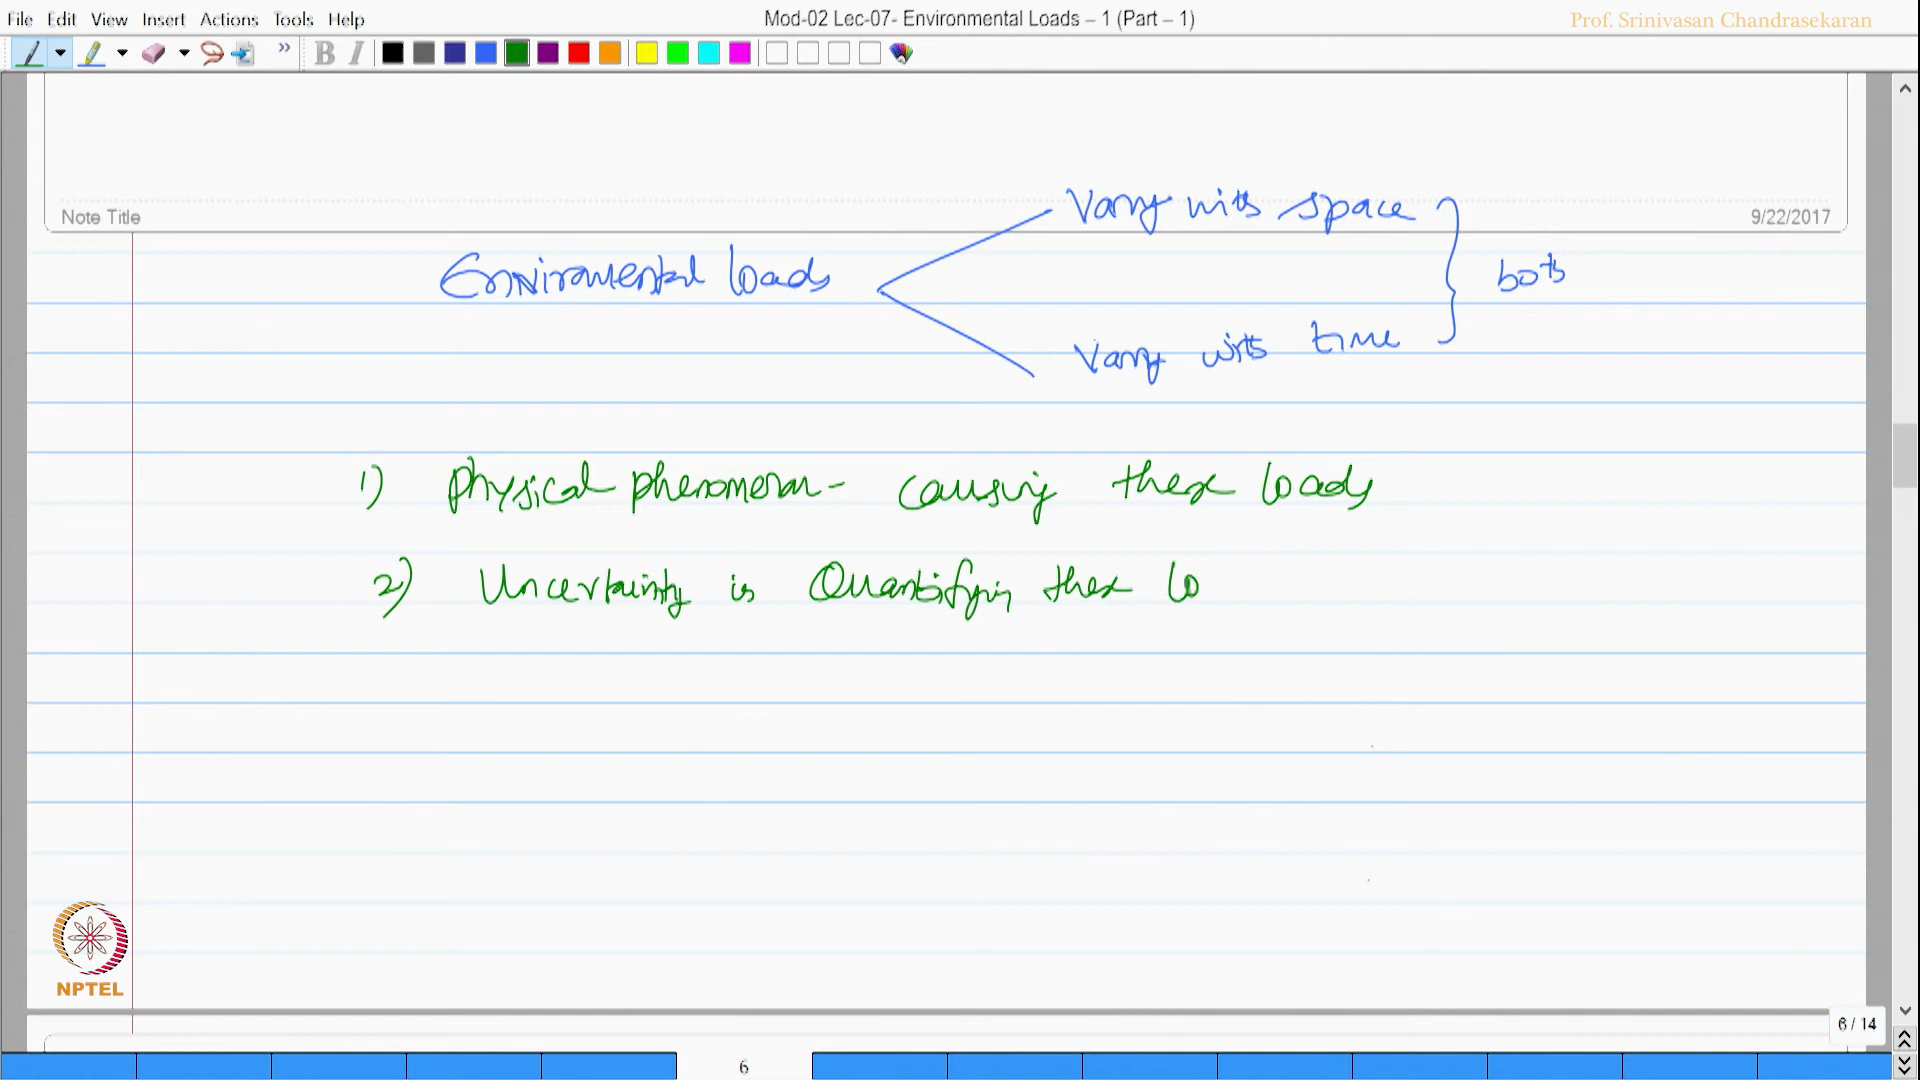 File Edit View Insert Actions Tools Help
Mod-02 Lec-07- Environmental Loads – 1 (Part – 1)
Prof. Srinivasan Chandrasekaran
B I
Note Title
9/22/2017
Environmental loads
Vary with space
Vary with time
both
1) Physical phenomenon - causing these loads
2) Uncertainty in Quantifying these lo
NPTEL
6 / 14
6